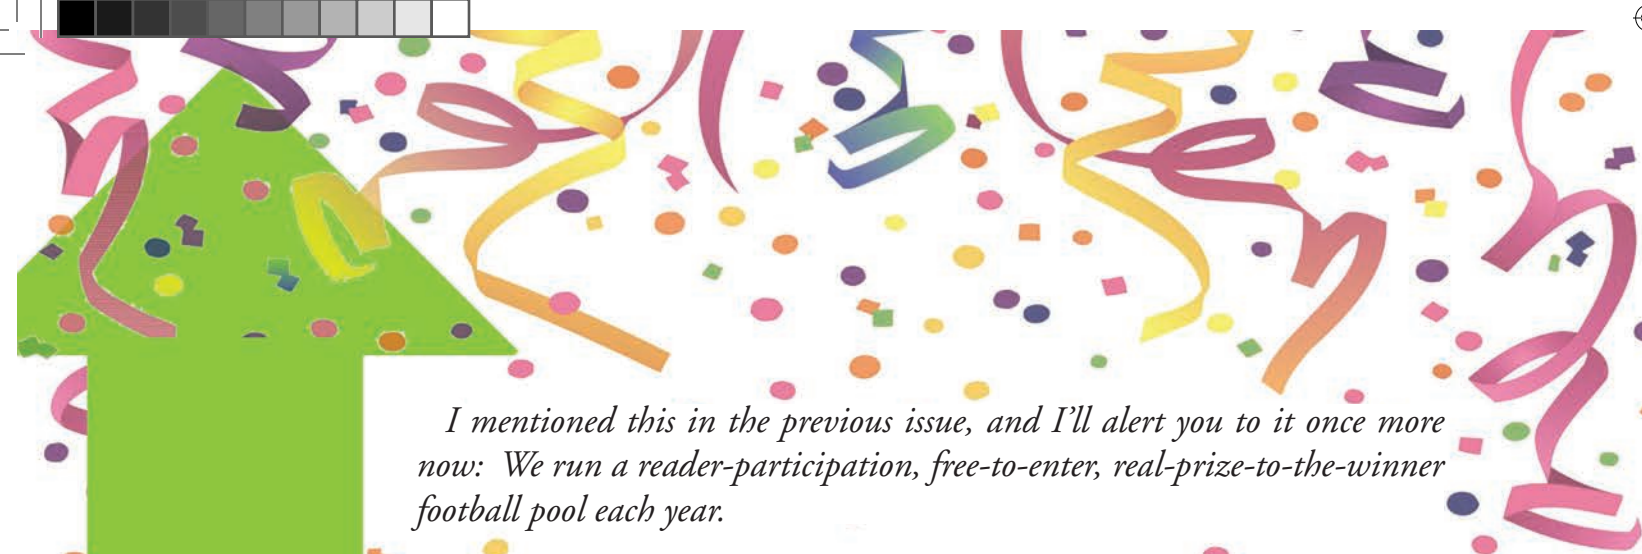 I mentioned this in the previous issue, and I’ll alert you to it once more
now:  We run a reader-participation, free-to-enter, real-prize-to-the-winner
football pool each year.